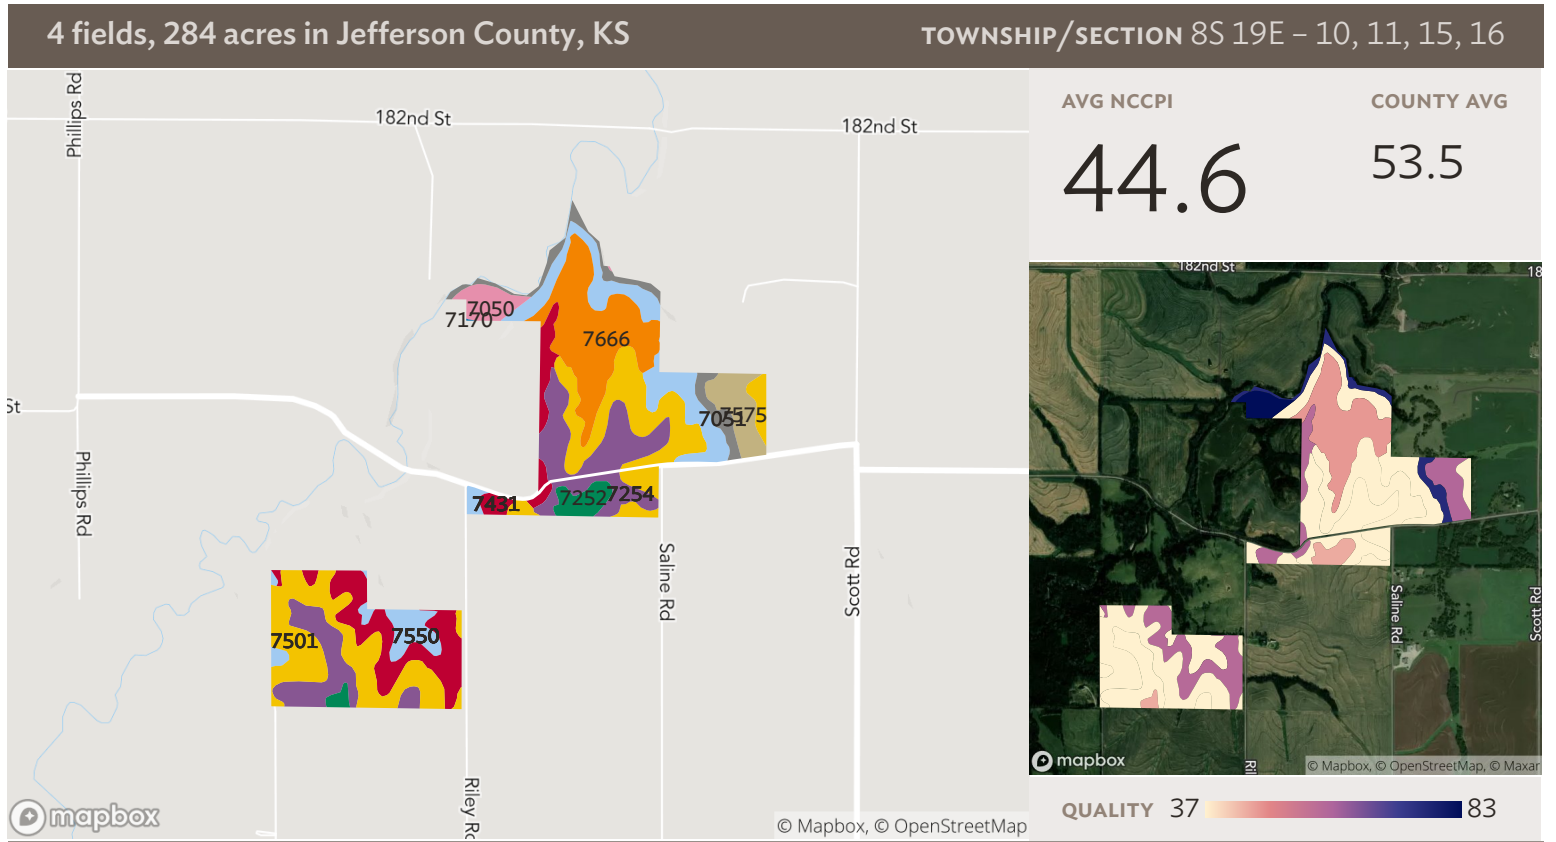 4 fields, 284 acres in Jefferson County, KS
TOWNSHIP/SECTION 8S 19E – 10, 11, 15, 16
Phillips Rd
182nd St
182nd St
7050
7170
7666
St
7051
7575
Phillips Rd
7431
7252
7254
Saline Rd
Scott Rd
7501
7550
Riley Rd
mapbox
© Mapbox, © OpenStreetMap
AVG NCCPI
COUNTY AVG
44.6
53.5
182nd St
18
Saline Rd
Scott Rd
Ril
mapbox
© Mapbox, © OpenStreetMap, © Maxar
QUALITY 37 83